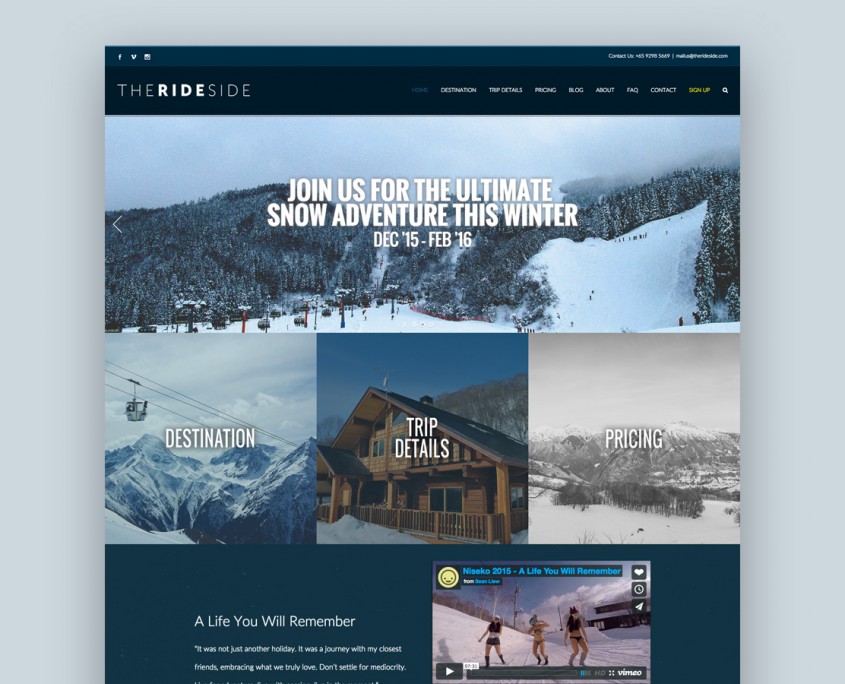 Contact Us: +65 9298 5669 | mailus@therideside.com
THERIDESIDE
HOME DESTINATION TRIP DETAILS PRICING BLOG ABOUT FAQ CONTACT SIGN UP
JOIN US FOR THE ULTIMATE
SNOW ADVENTURE THIS WINTER
DEC '15 - FEB '16
DESTINATION
TRIP
DETAILS
PRICING
Niseko 2015 - A Life You Will Remember
from Sean Liew
07:31
HD vimeo
A Life You Will Remember
"It was not just another holiday. It was a journey with my closest
friends, embracing what we truly love. Don't settle for mediocrity.